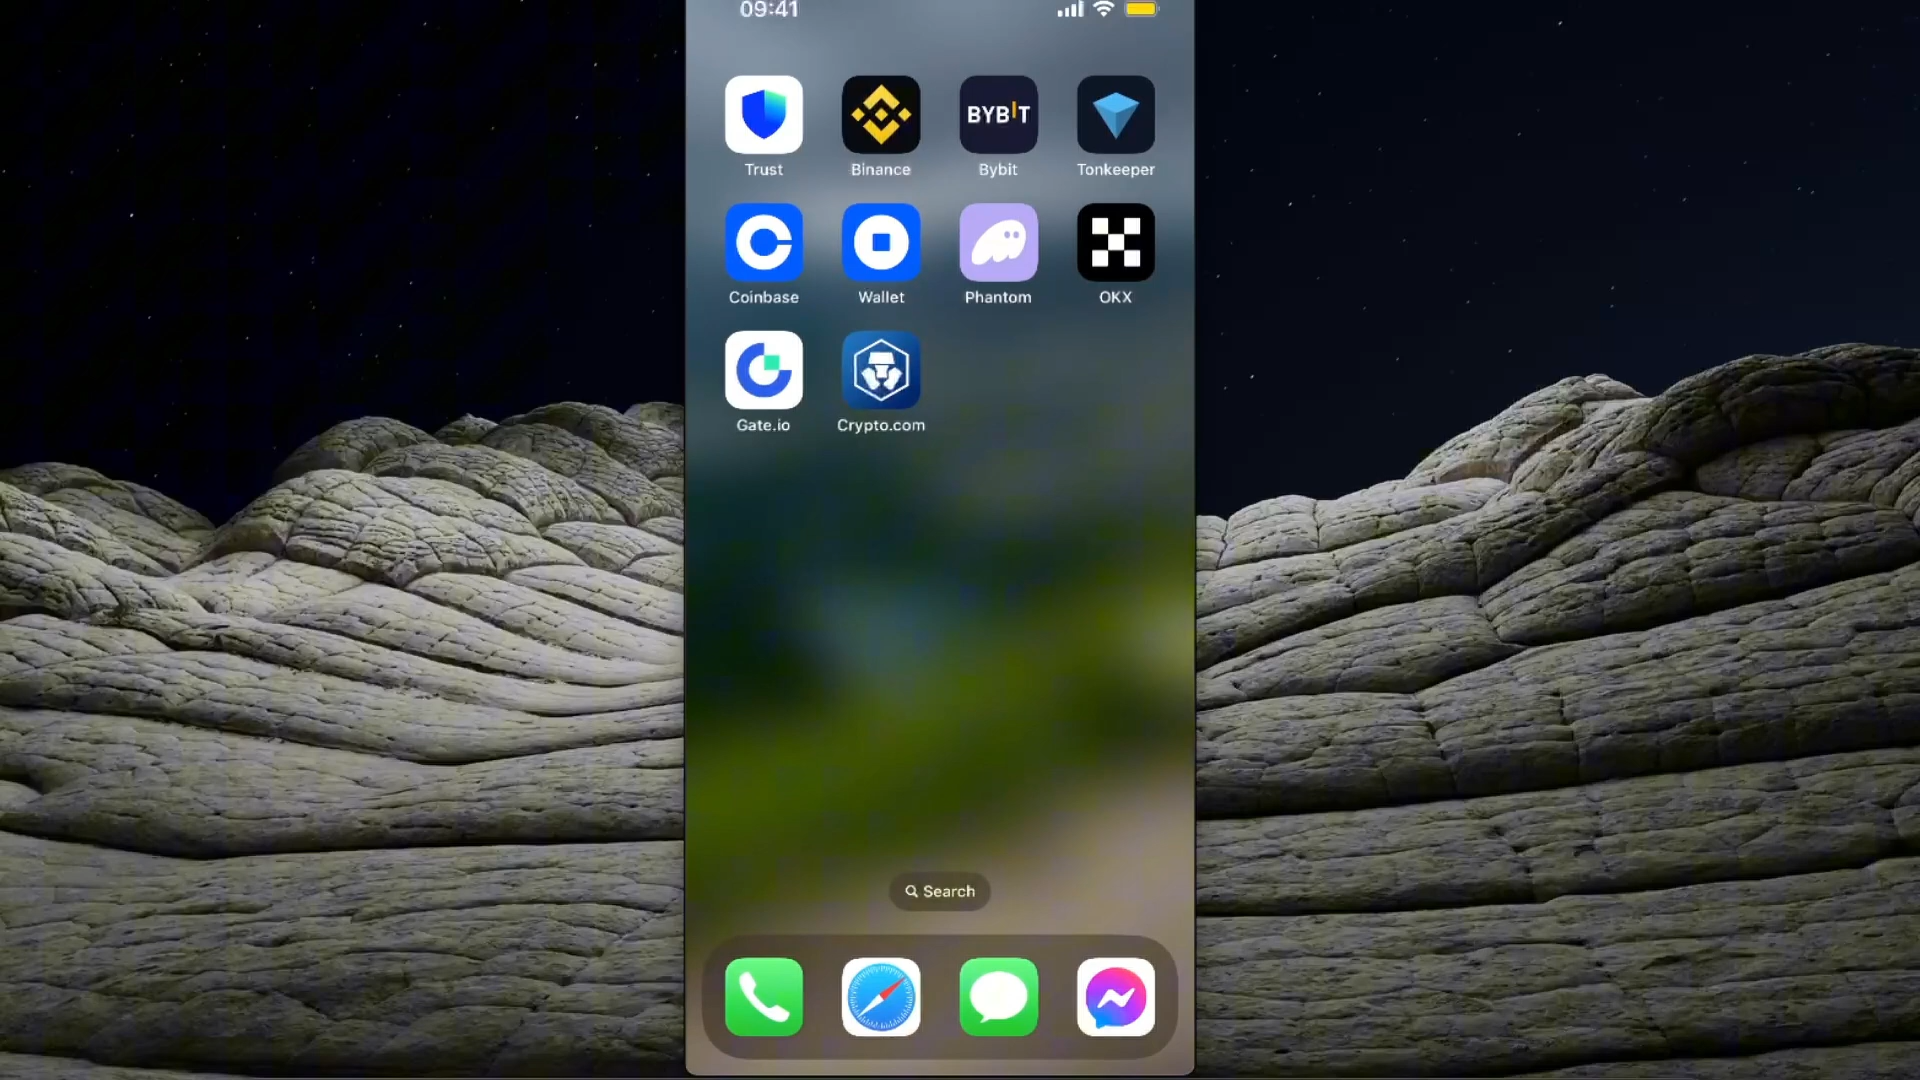 09:41
BYBIT
Trust
Binance
Bybit
Tonkeeper
Coinbase
Wallet
Phantom
OKX
Gate.io
Crypto.com
Search